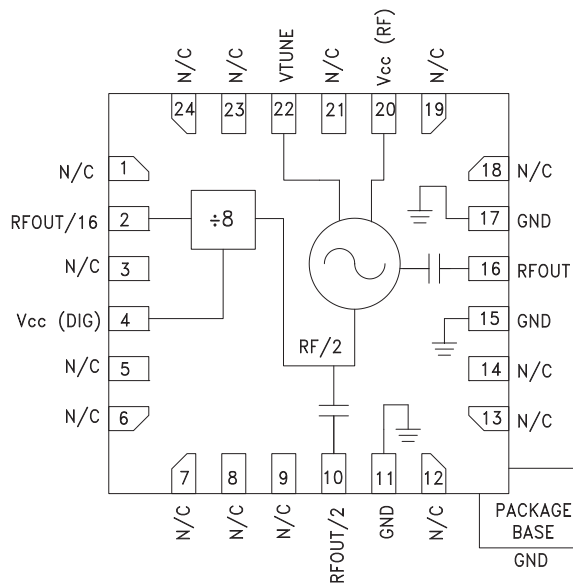 N/C
N/C
VTUNE
N/C
Vcc (RF)
N/C
24
23
22
21
20
19
N/C 1
18 N/C
RFOUT/16 2
÷8
17 GND
N/C 3
16 RFOUT
Vcc (DIG) 4
15 GND
RF/2
N/C 5
14 N/C
N/C 6
13 N/C
7
8
9
10
11
12
N/C
N/C
N/C
RFOUT/2
GND
N/C
PACKAGE
BASE
GND